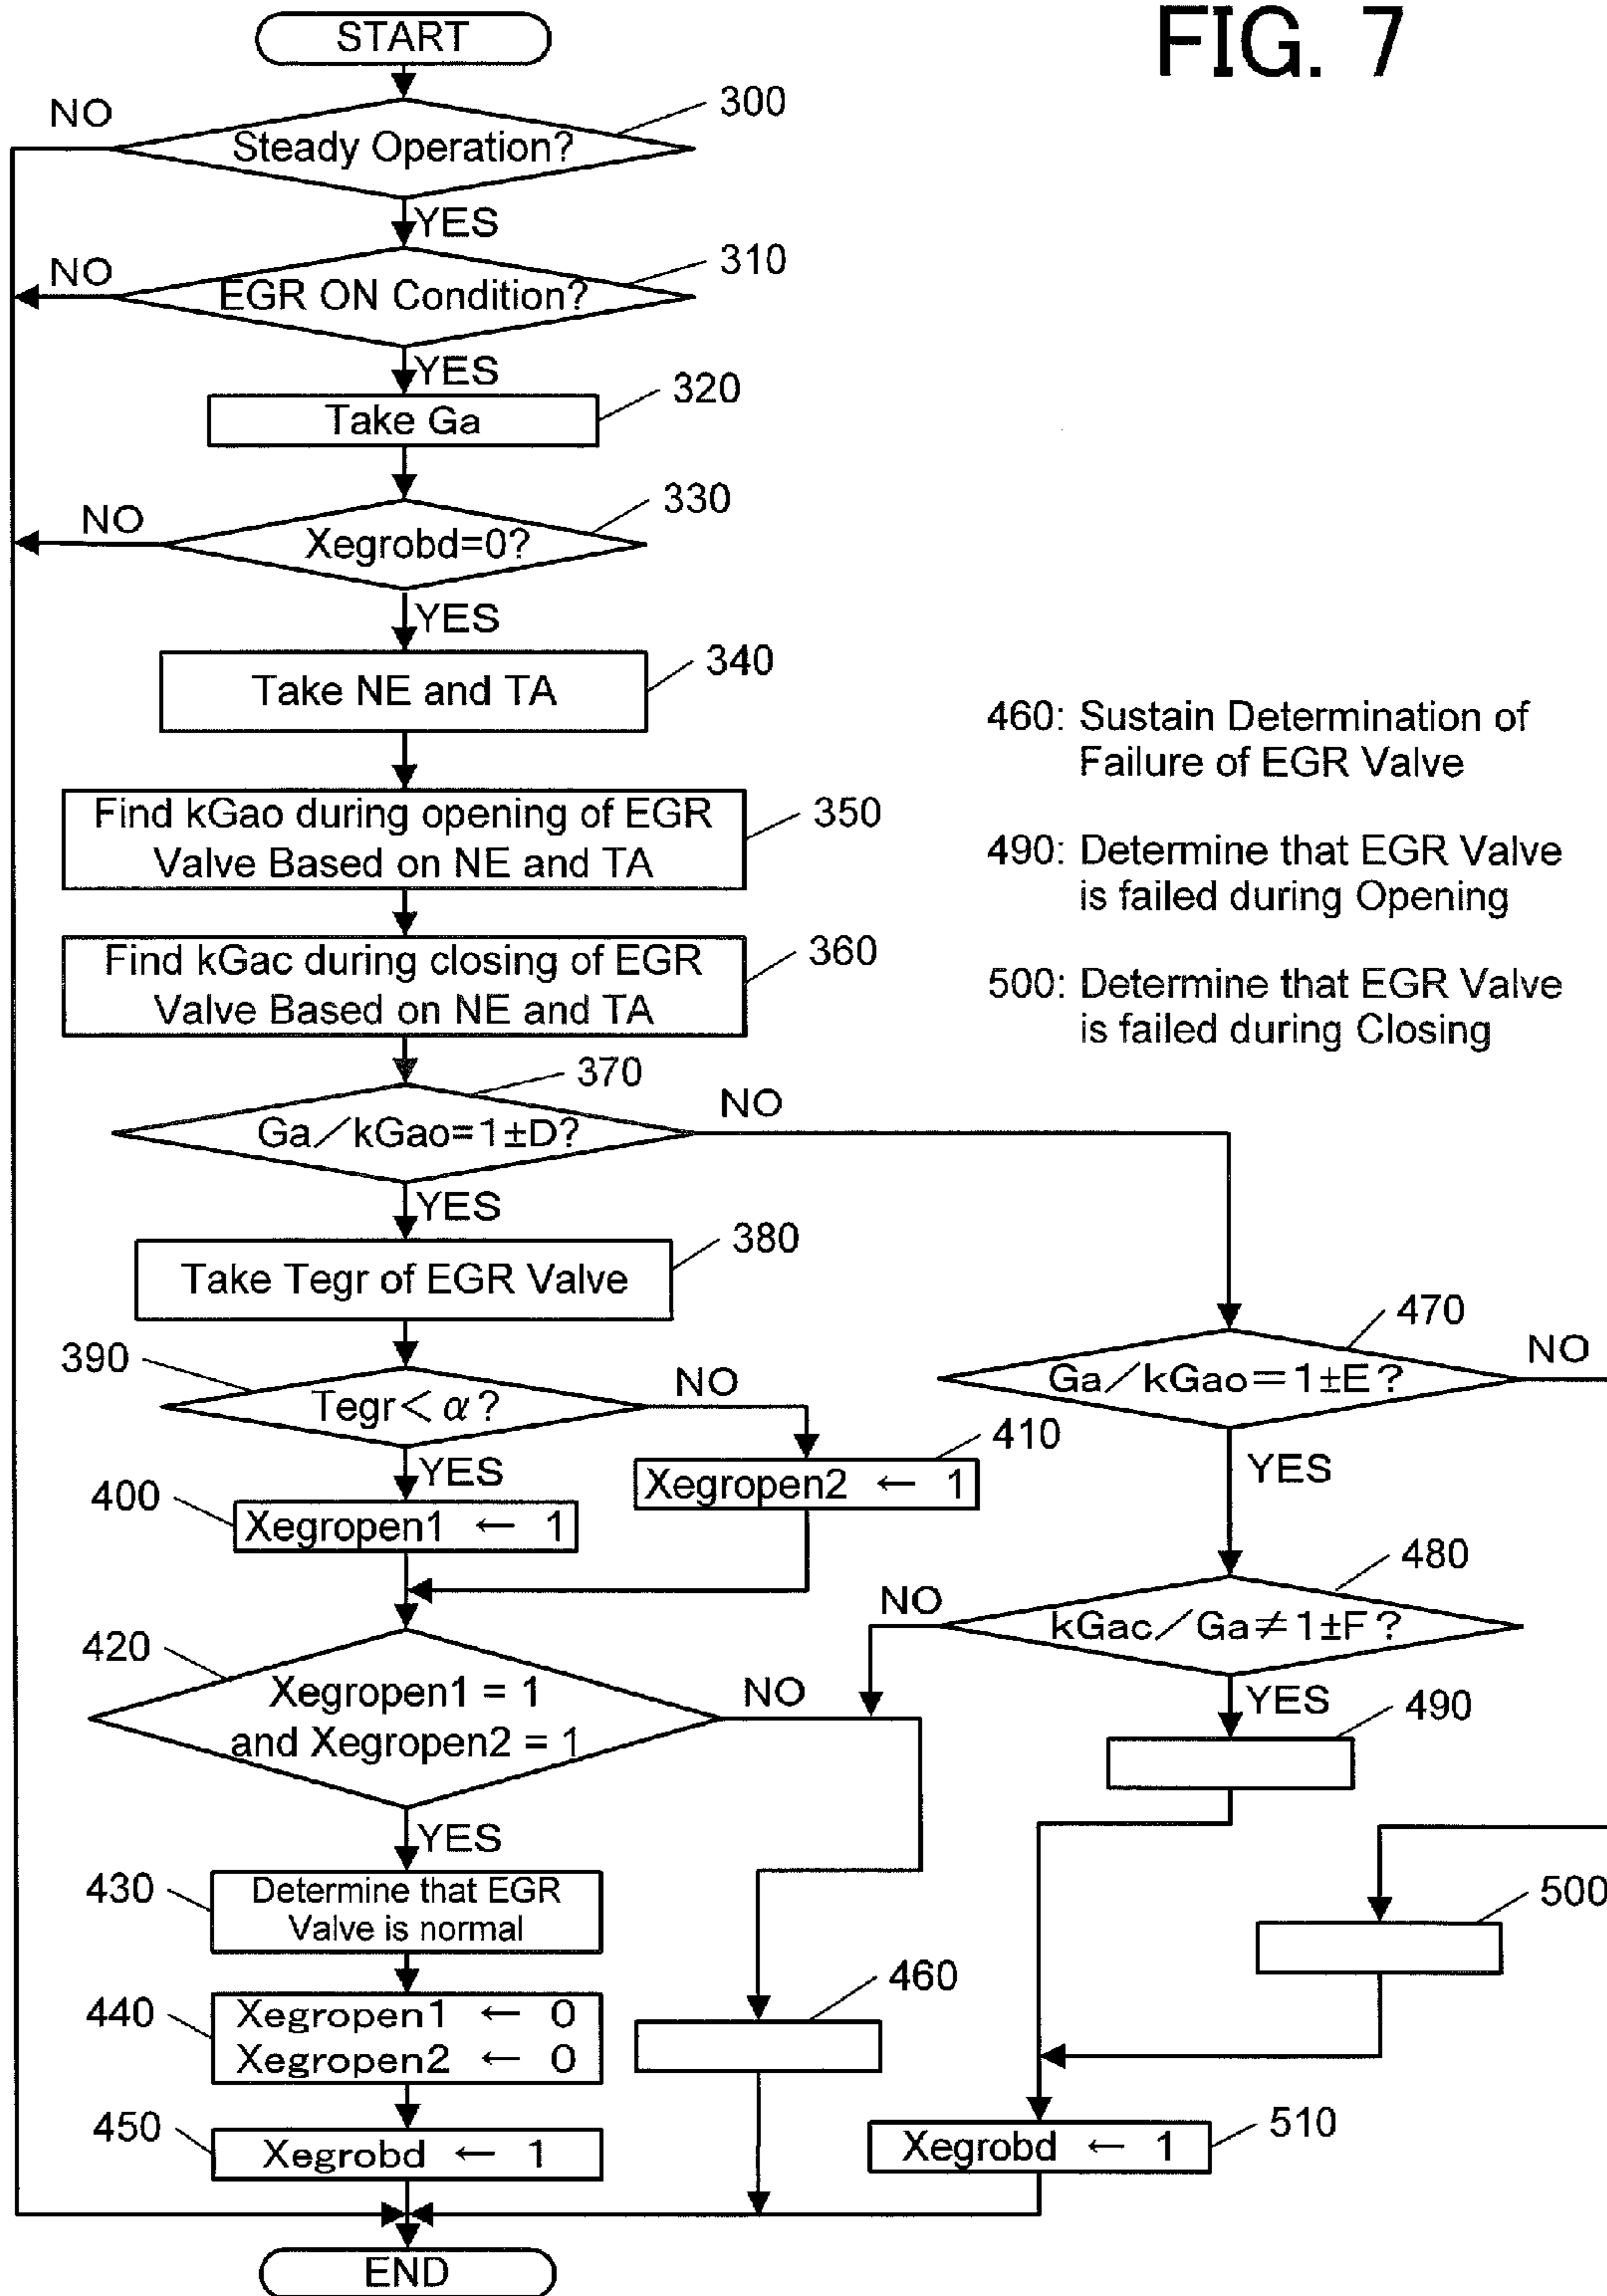 FIG. 7
START
300
NO
Steady Operation?
YES
310
NO
EGR ON Condition?
YES
320
Take Ga
330
NO
Xegrobd=0?
YES
340
Take NE and TA
350
Find kGao during opening of EGR
Valve Based on NE and TA
360
Find kGac during closing of EGR
Valve Based on NE and TA
460: Sustain Determination of
Failure of EGR Valve
490: Determine that EGR Valve
is failed during Opening
500: Determine that EGR Valve
is failed during Closing
370
NO
Ga/kGao=1±D?
YES
380
Take Tegr of EGR Valve
390
NO
Tegr<α?
YES
400
Xegropen1 ← 1
410
Xegropen2 ← 1
470
NO
Ga/kGao=1±E?
YES
480
NO
kGac/Ga≠1±F?
YES
490
500
420
Xegropen1 = 1
and Xegropen2 = 1
NO
YES
430
Determine that EGR
Valve is normal
440
Xegropen1 ← 0
Xegropen2 ← 0
460
450
Xegrobd ← 1
510
Xegrobd ← 1
END